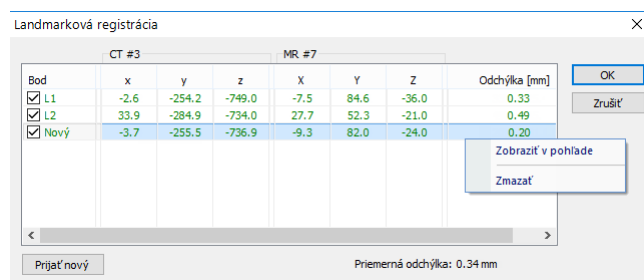 Landmarková registrácia
CT #3 MR #7
Bod x y z X Y Z Odchýlka [mm]
L1 -2.6 -254.2 -749.0 -7.5 84.6 -36.0 0.33
L2 33.9 -284.9 -734.0 27.7 52.3 -21.0 0.49
Nový -3.7 -255.5 -736.9 -9.3 82.0 -24.0 0.20
OK
Zrušiť
Zobraziť v pohľade
Zmazať
Prijať nový
Priemerná odchýlka: 0.34 mm